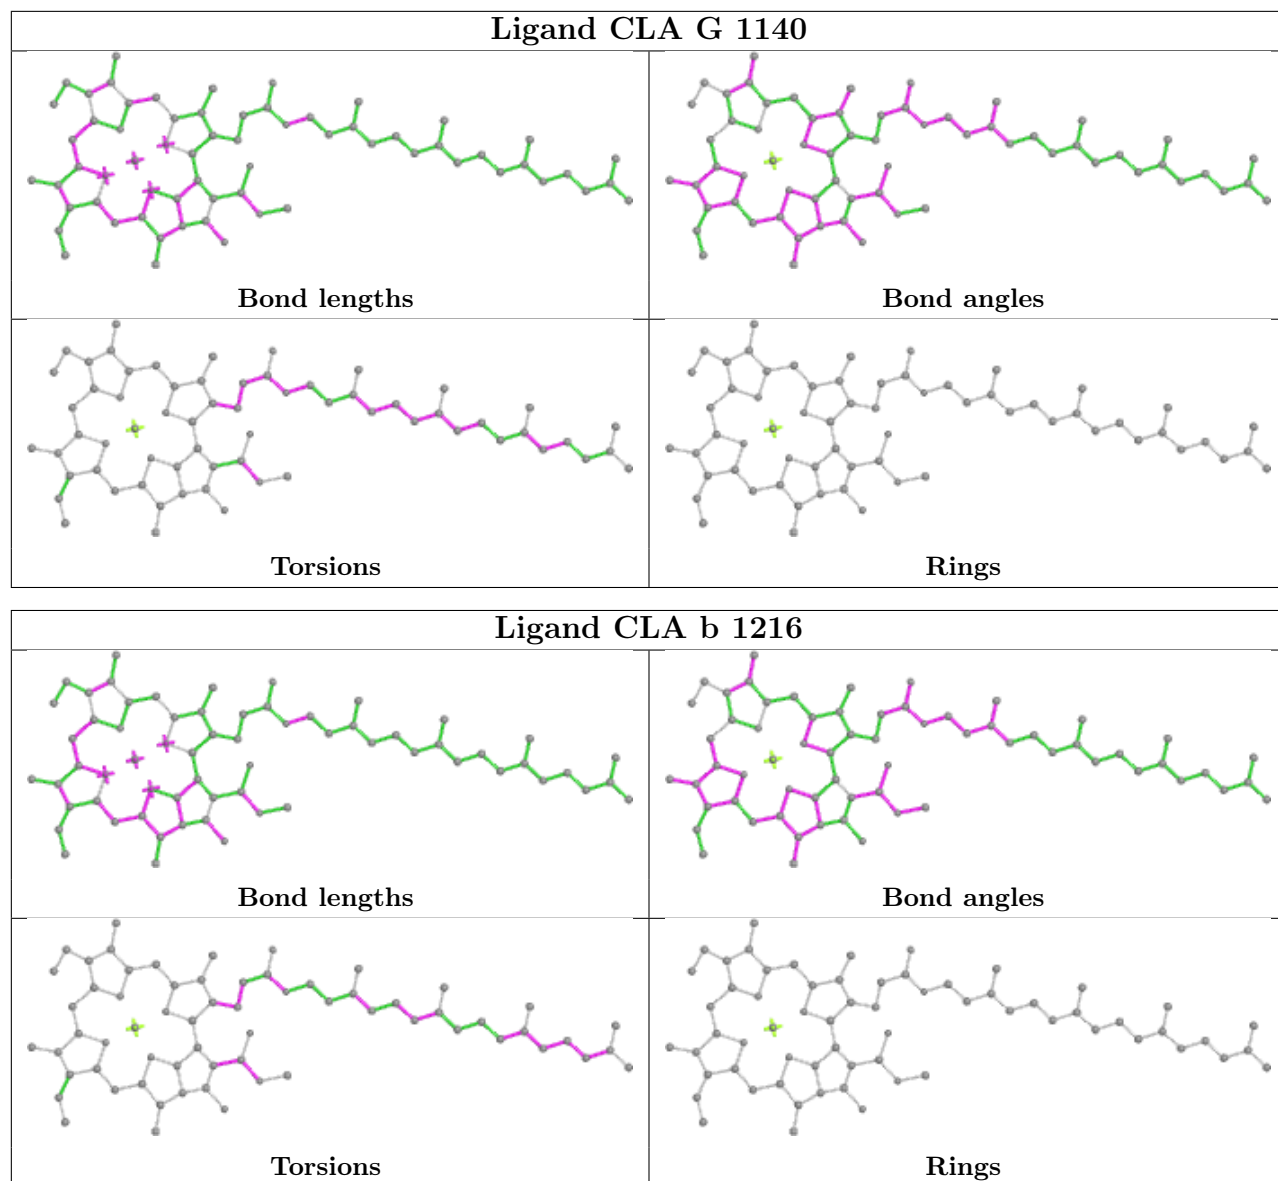 Ligand CLA G 1140
Bond lengths
Bond angles
Torsions
Rings
Ligand CLA b 1216
Bond lengths
Bond angles
Torsions
Rings